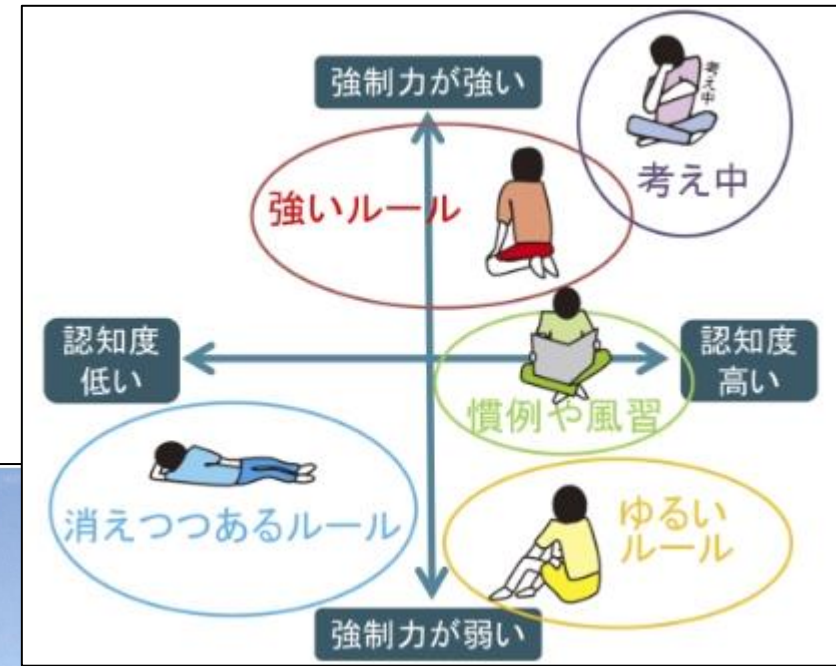 強制力が強い
考え中
考え中
強いルール
認知度
低い
認知度
高い
慣例や風習
消えつつあるルール
ゆるい
ルール
強制力が弱い